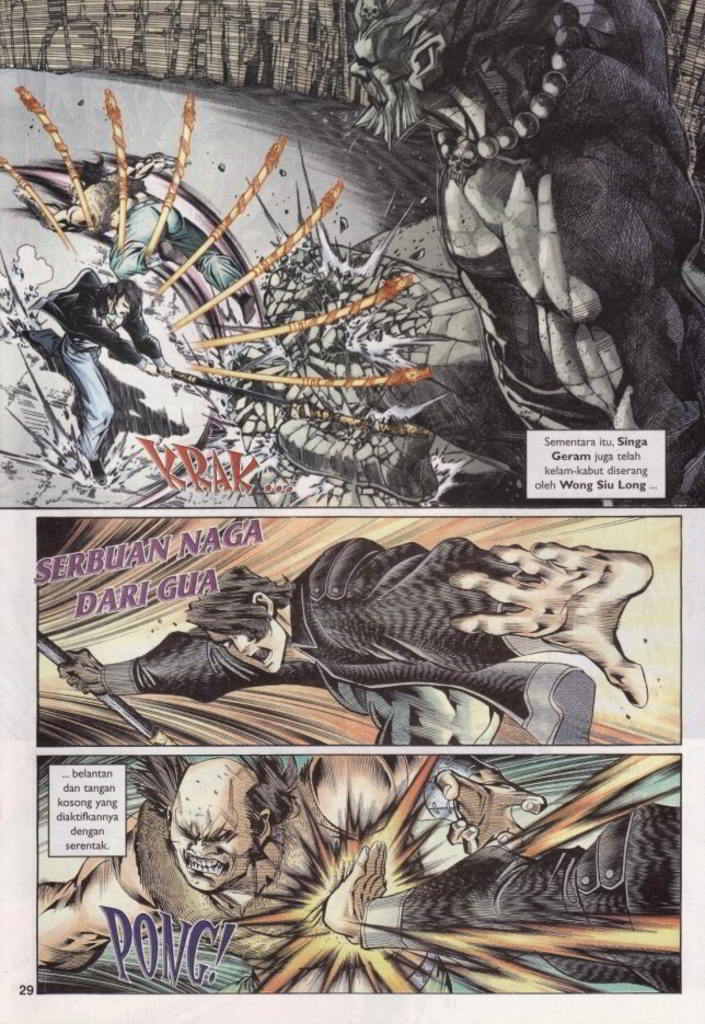 KRAK....
Sementara itu, Singa
Geram juga telah
kelam-kabut diserang
oleh Wong Siu Long ...
SERBUAN NAGA
DARI GUA
... belantan
dan tangan
kosong yang
diaktifkannya
dengan
serentak.
PONG!
29